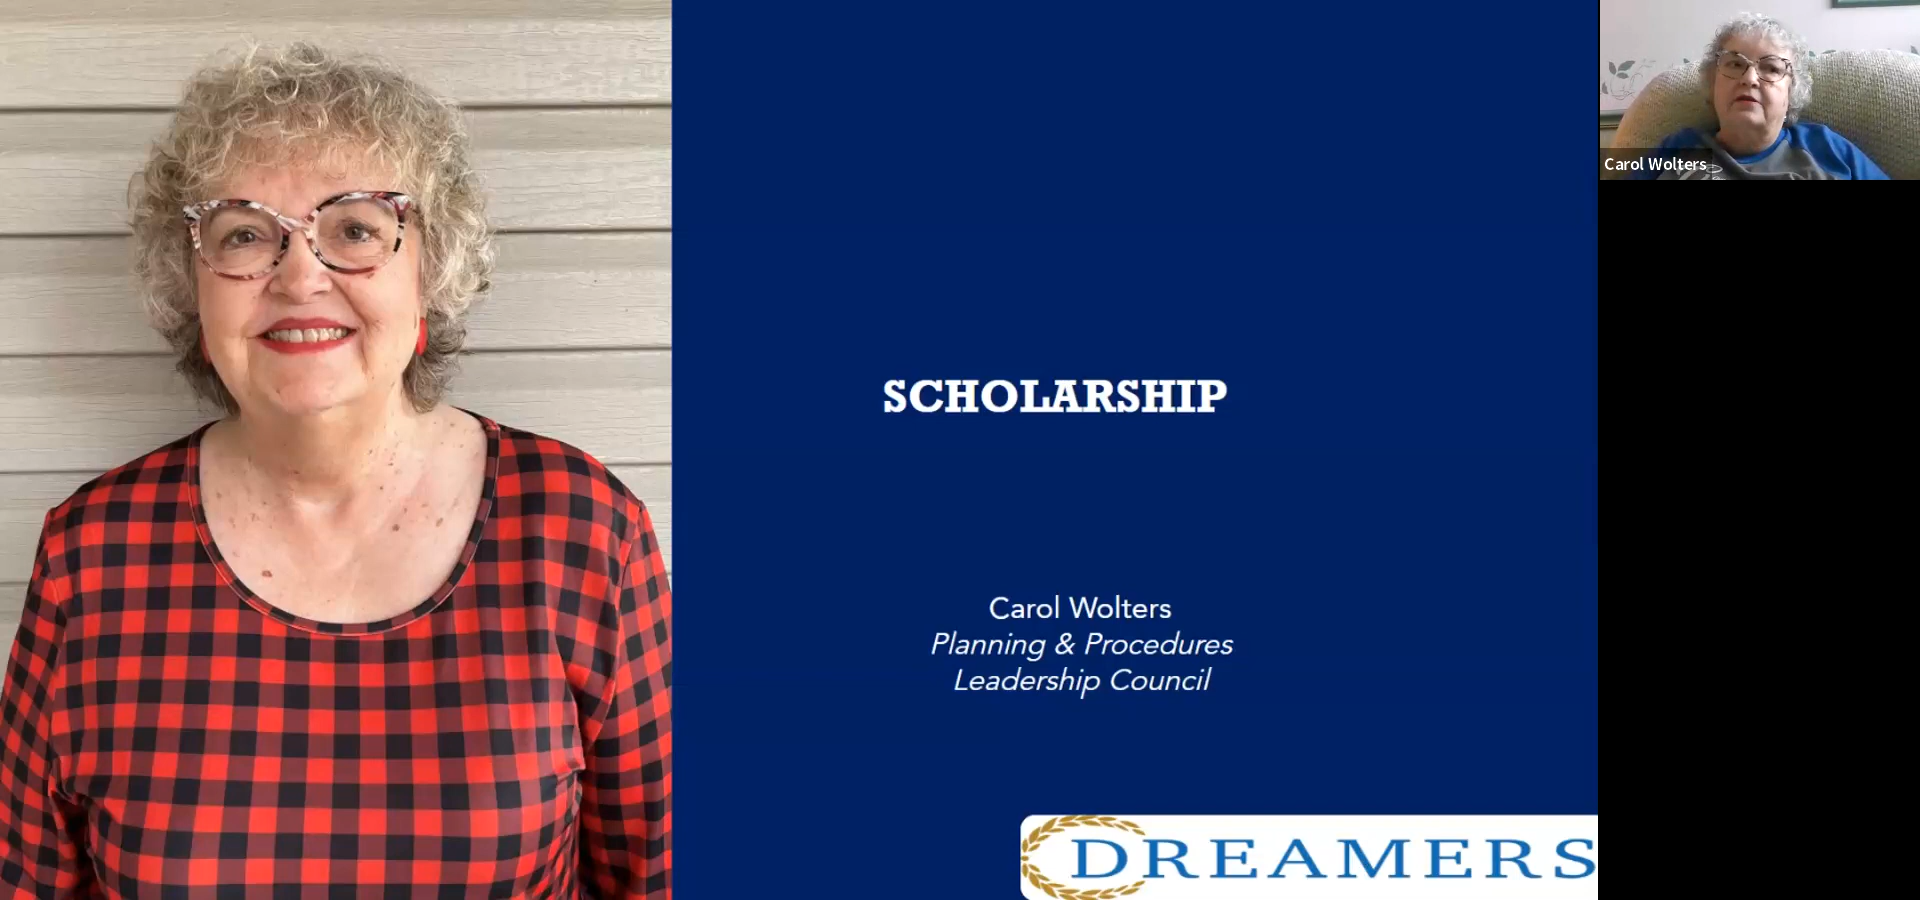 SCHOLARSHIP
Carol Wolters
Planning & Procedures
Leadership Council
DREAMERS
Carol Wolters